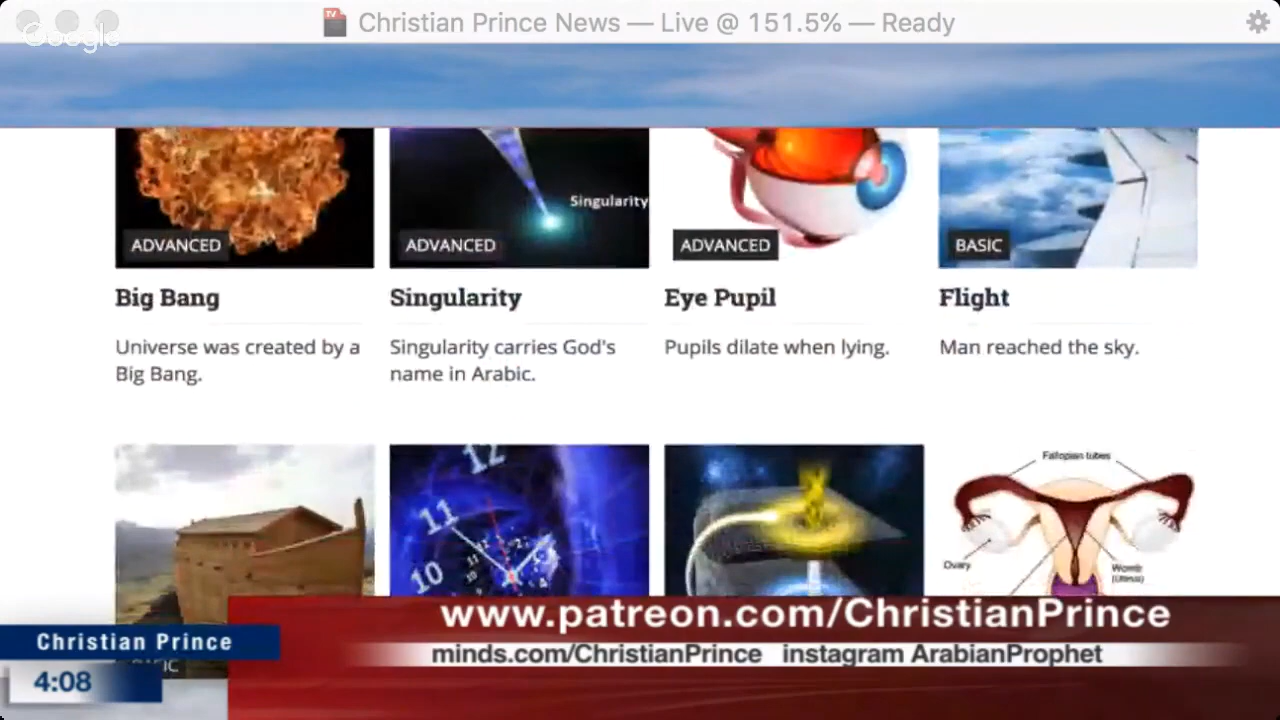 Christian Prince News — Live @ 151.5% — Ready
Google
Singularity
ADVANCED
ADVANCED
ADVANCED
BASIC
Big Bang
Singularity
Eye Pupil
Flight
Universe was created by a
Big Bang.
Singularity carries God's
name in Arabic.
Pupils dilate when lying.
Man reached the sky.
12
11
10
Fallopian tubes
Ovary
Womb
(Uterus)
www.patreon.com/ChristianPrince
Christian Prince
minds.com/ChristianPrince instagram ArabianProphet
4:08